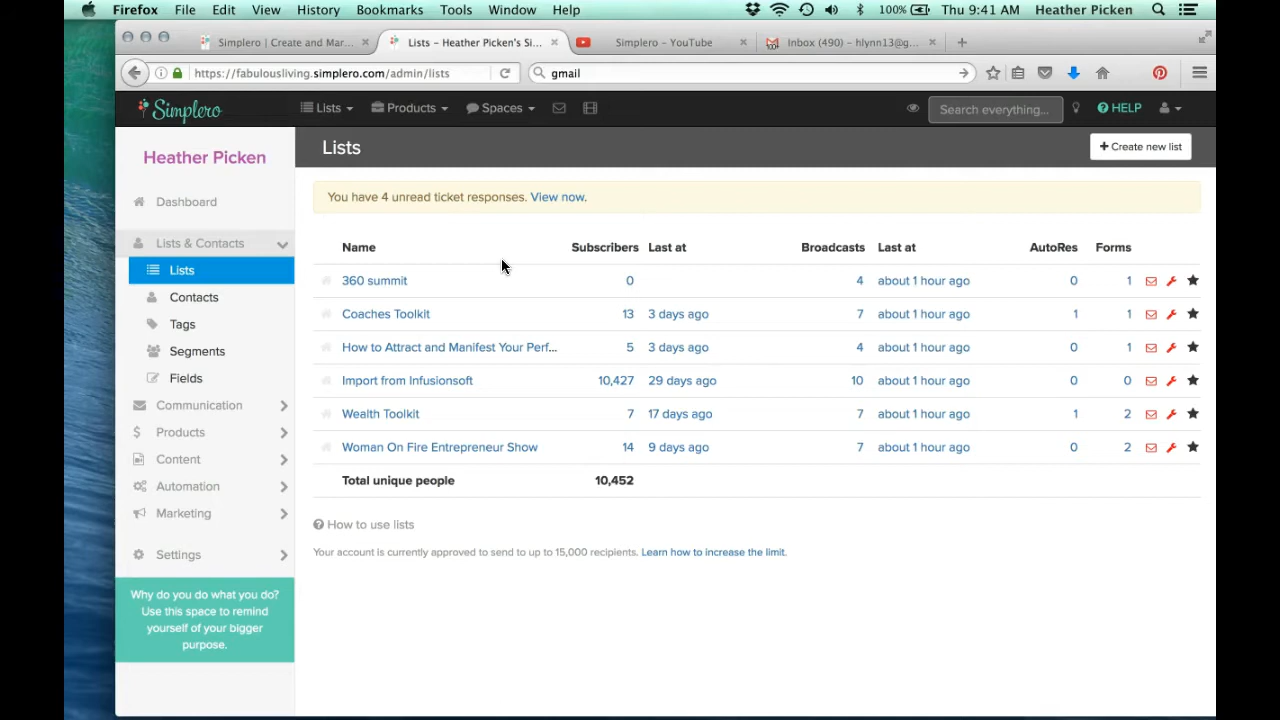 Firefox File Edit View History Bookmarks Tools Window Help 100% Thu 9:41 AM Heather Picken
Simplero | Create and Mar... Lists – Heather Picken's Si... Simplero - YouTube Inbox (490) - hlynn13@g...
https://fabulousliving.simplero.com/admin/lists gmail
Simplero Lists Products Spaces Search everything... HELP
Heather Picken
Lists
Create new list
You have 4 unread ticket responses. View now.
Dashboard
Lists & Contacts
Lists
Contacts
Tags
Segments
Fields
Communication
Products
Content
Automation
Marketing
Settings
Why do you do what you do?
Use this space to remind
yourself of your bigger
purpose.
Name Subscribers Last at Broadcasts Last at AutoRes Forms
360 summit 0 4 about 1 hour ago 0 1
Coaches Toolkit 13 3 days ago 7 about 1 hour ago 1 1
How to Attract and Manifest Your Perf... 5 3 days ago 4 about 1 hour ago 0 1
Import from Infusionsoft 10,427 29 days ago 10 about 1 hour ago 0 0
Wealth Toolkit 7 17 days ago 7 about 1 hour ago 1 2
Woman On Fire Entrepreneur Show 14 9 days ago 7 about 1 hour ago 0 2
Total unique people 10,452
How to use lists
Your account is currently approved to send to up to 15,000 recipients. Learn how to increase the limit.